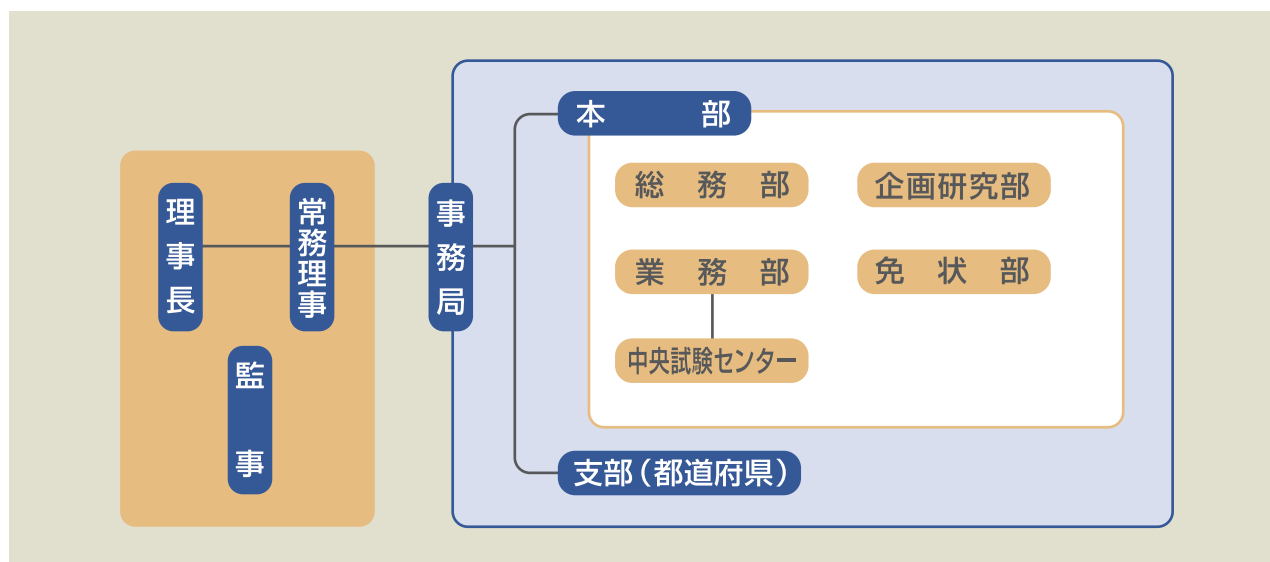 理事長
常務理事
監事
事務局
本部
総務部
企画研究部
業務部
免状部
中央試験センター
支部（都道府県）